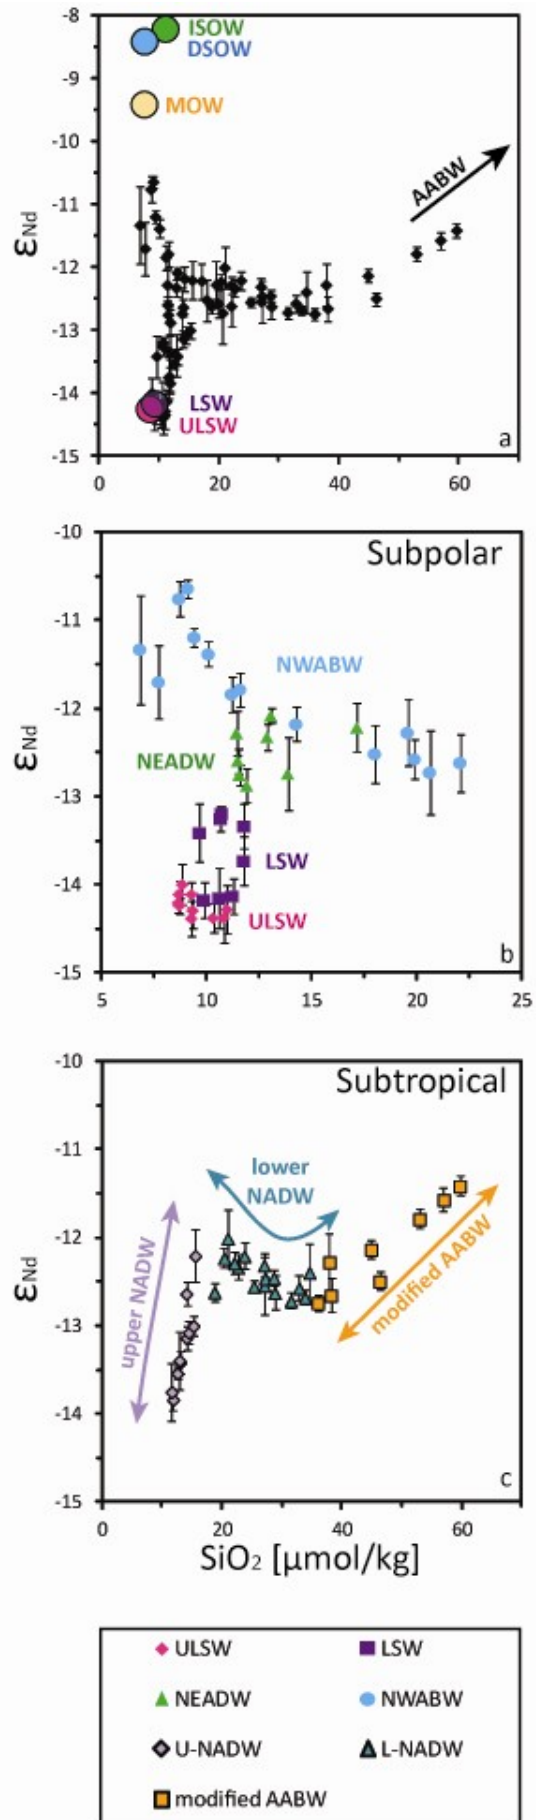 -8
ISOW
DSOW
-9
MOW
-10
AABW
-11
εNd
-12
-13
-14
LSW
ULSW
a
-15
0
20
40
60
-10
Subpolar
-11
NWABW
εNd
-12
NEADW
-13
LSW
-14
ULSW
b
-15
5
10
15
20
25
-10
Subtropical
-11
lower
NADW
-12
εNd
upper NADW
modified AABW
-13
-14
c
-15
0
20
40
60
SiO₂ [µmol/kg]
ULSW
LSW
NEADW
NWABW
U-NADW
L-NADW
modified AABW